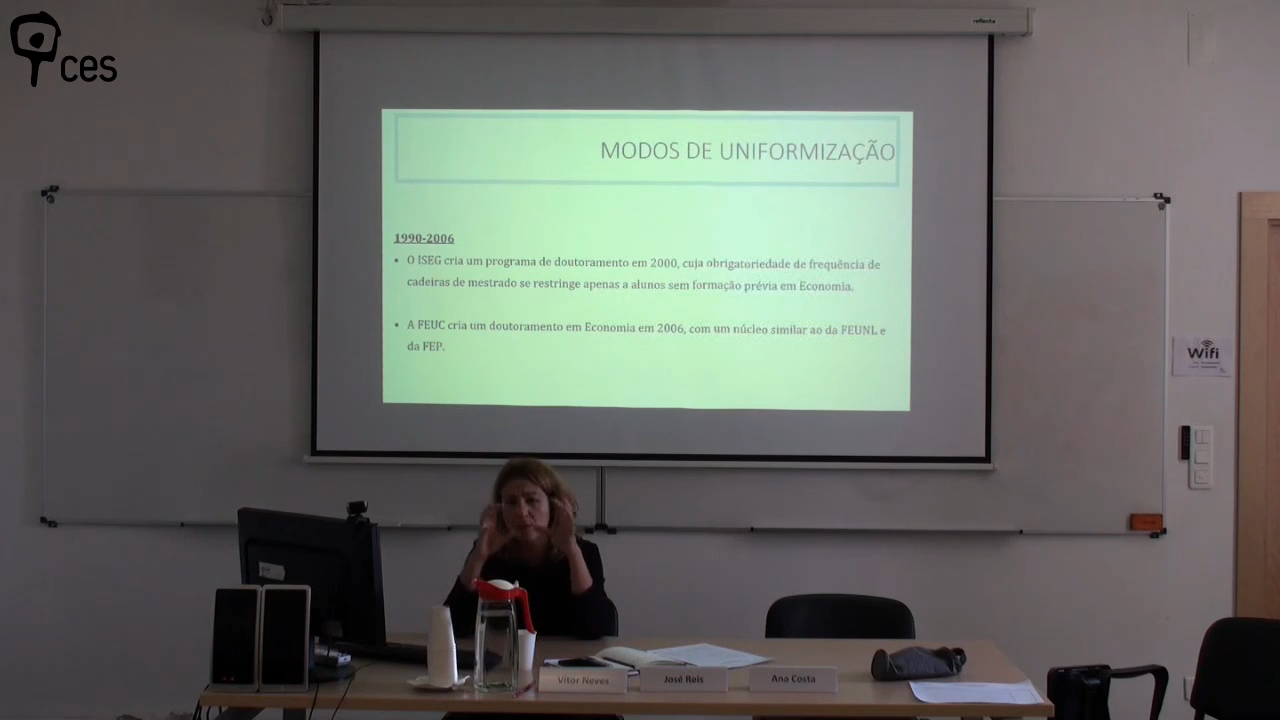 ces
reflecta
MODOS DE UNIFORMIZAÇÃO
1990-2006
• O ISEG cria um programa de doutoramento em 2000, cuja obrigatoriedade de frequência de
cadeiras de mestrado se restringe apenas a alunos sem formação prévia em Economia.
• A FEUC cria um doutoramento em Economia em 2006, com um núcleo similar ao da FEUNL e
da FEP.
Wifi
Vítor Neves
José Reis
Ana Costa